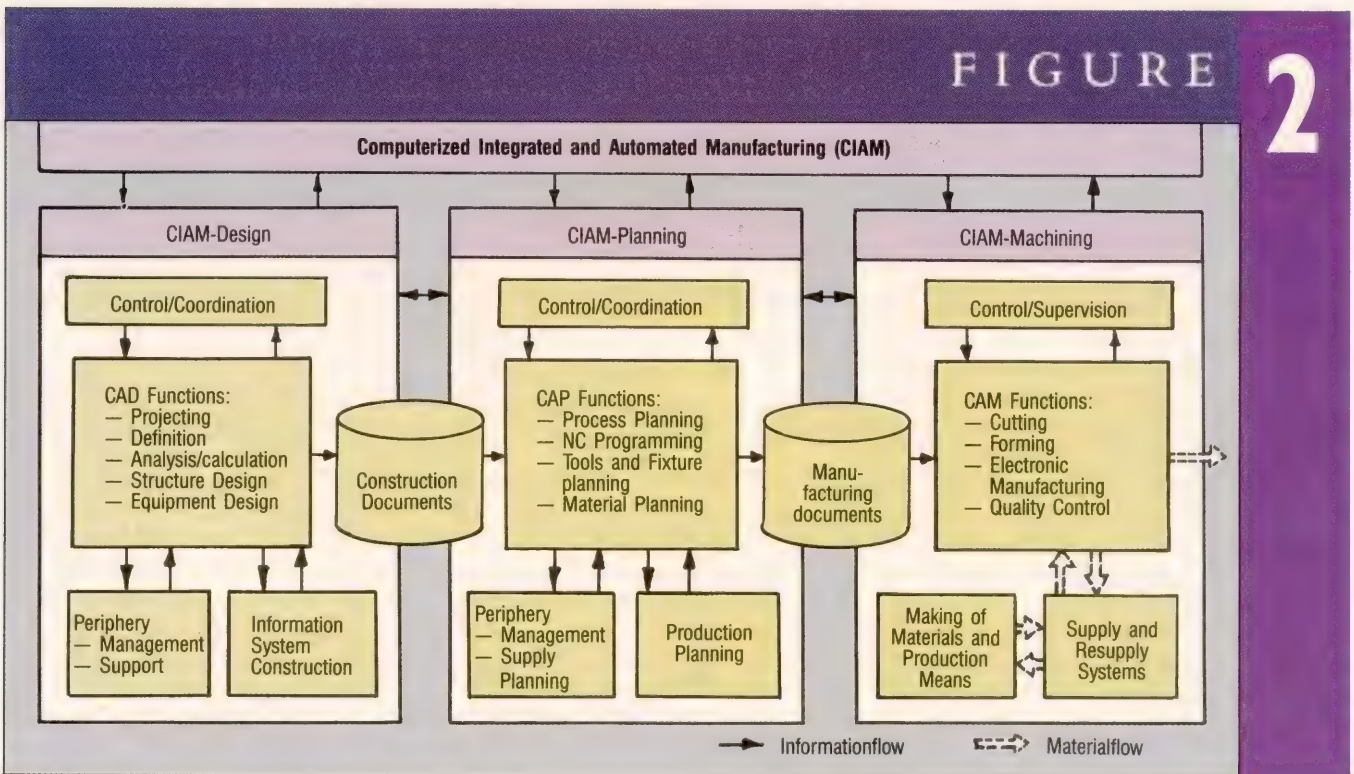 FIGURE 2
Computerized Integrated and Automated Manufacturing (CIAM)
CIAM-Design
Control/Coordination
CAD Functions:
— Projecting
— Definition
— Analysis/calculation
— Structure Design
— Equipment Design
Construction
Documents
Periphery
— Management
— Support
Information
System
Construction
CIAM-Planning
Control/Coordination
CAP Functions:
— Process Planning
— NC Programming
— Tools and Fixture
planning
— Material Planning
Manu-
facturing
documents
Periphery
— Management
— Supply
Planning
Production
Planning
CIAM-Machining
Control/Supervision
CAM Functions:
— Cutting
— Forming
— Electronic
Manufacturing
— Quality Control
Making of
Materials and
Production
Means
Supply and
Resupply
Systems
Informationflow
Materialflow